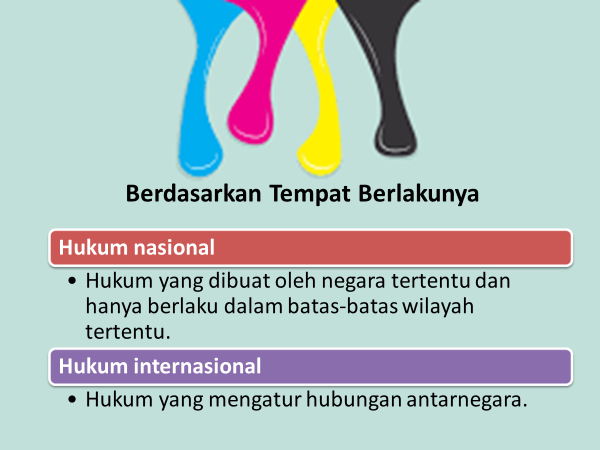 Berdasarkan Tempat Berlakunya
Hukum nasional
• Hukum yang dibuat oleh negara tertentu dan
hanya berlaku dalam batas-batas wilayah
tertentu.
Hukum internasional
• Hukum yang mengatur hubungan antarnegara.